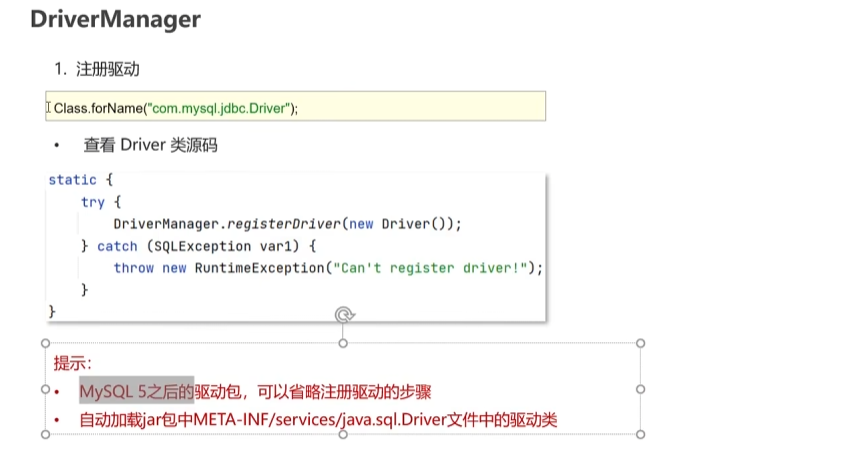 DriverManager
1. 注册驱动
Class.forName("com.mysql.jdbc.Driver");
• 查看 Driver 类源码
static {
try {
DriverManager.registerDriver(new Driver());
} catch (SQLException var1) {
throw new RuntimeException("Can't register driver!");
}
}
提示:
• MySQL 5之后的驱动包，可以省略注册驱动的步骤
• 自动加载jar包中META-INF/services/java.sql.Driver文件中的驱动类